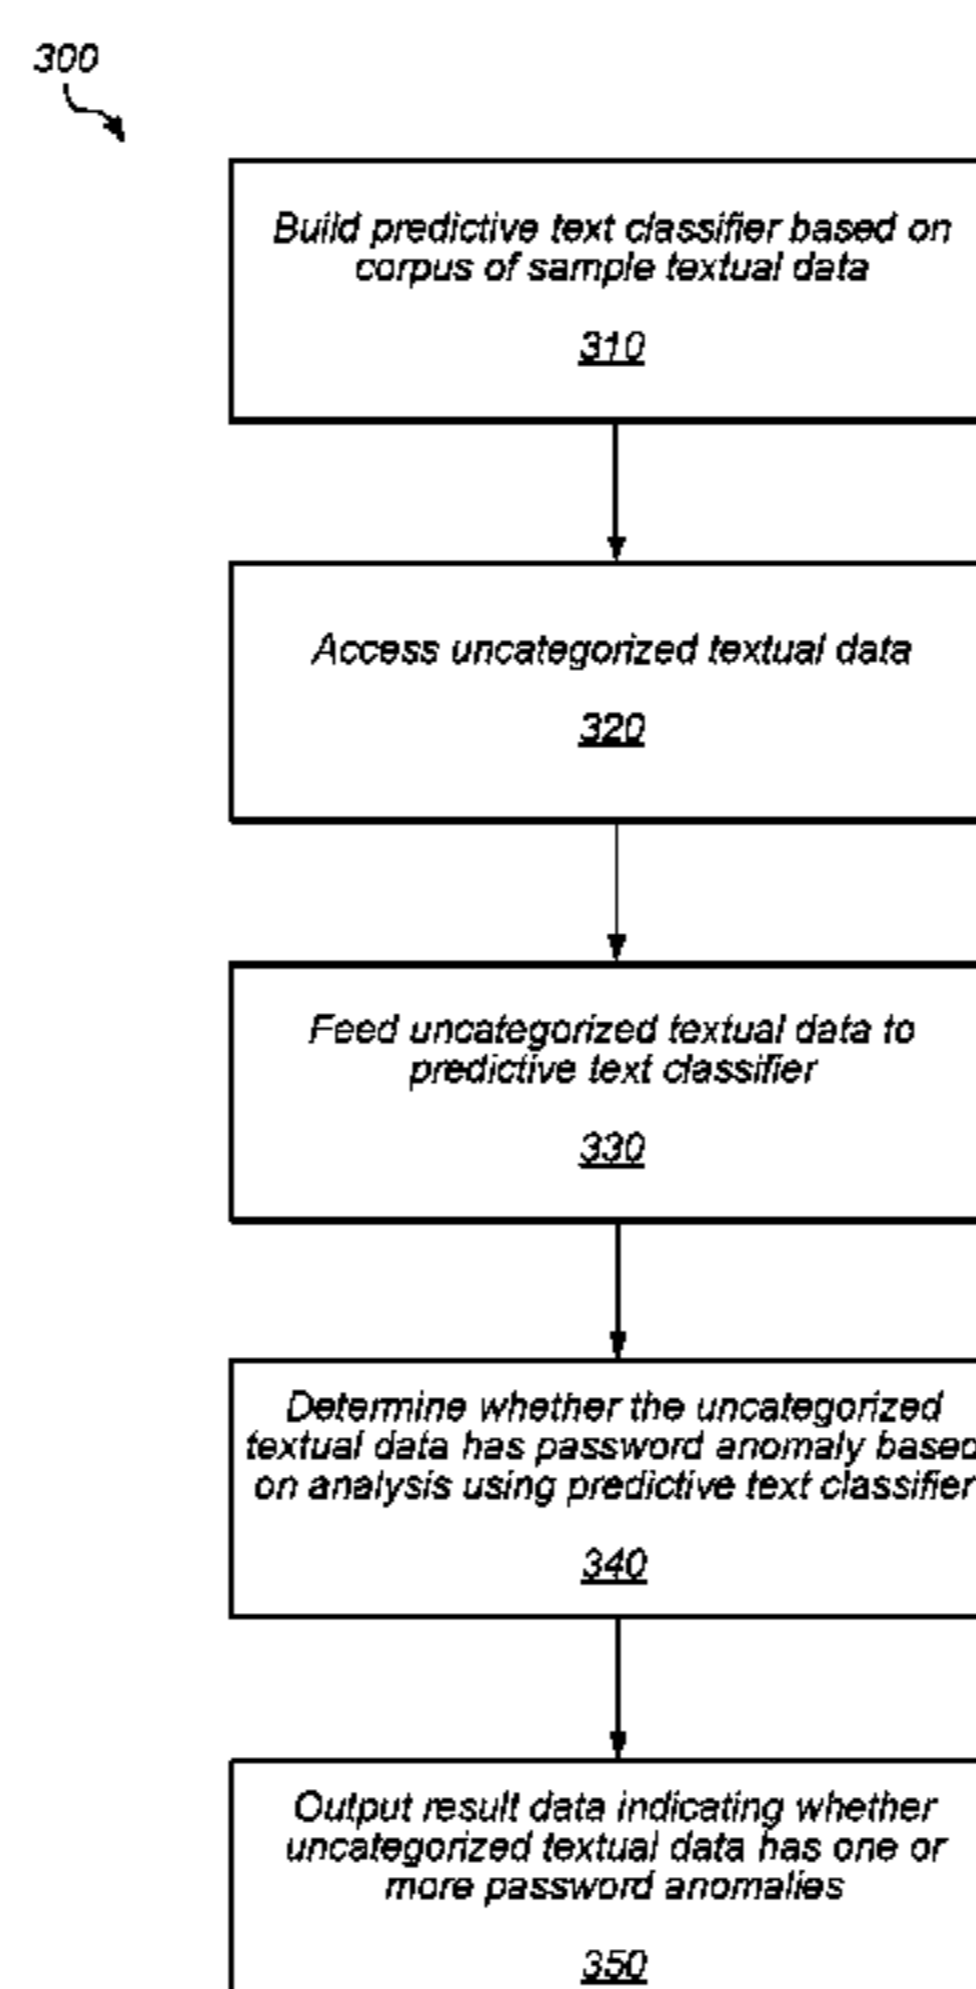 300
Build predictive text classifier based on
corpus of sample textual data
310
Access uncategorized textual data
320
Feed uncategorized textual data to
predictive text classifier
330
Determine whether the uncategorized
textual data has password anomaly based
on analysis using predictive text classifier
340
Output result data indicating whether
uncategorized textual data has one or
more password anomalies
350